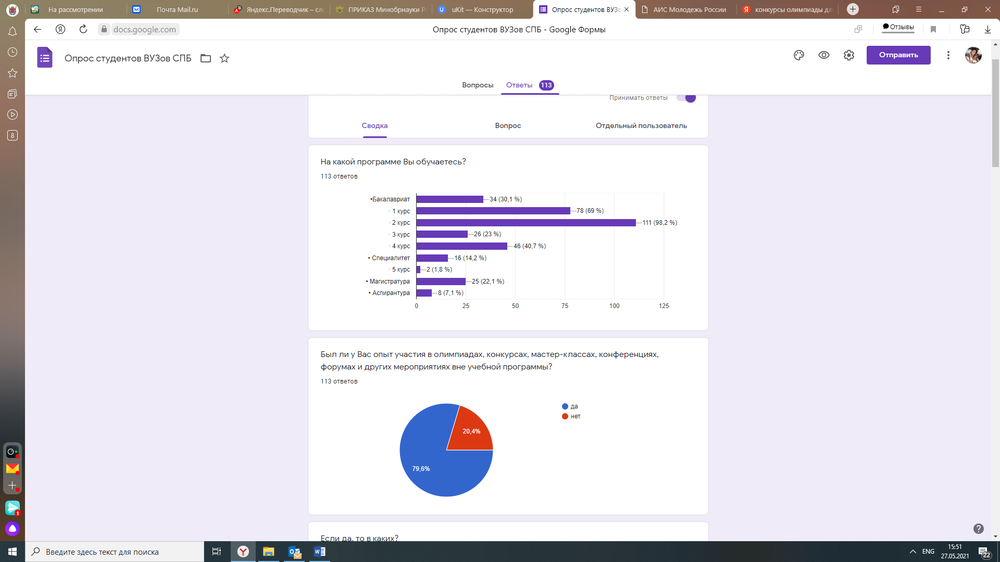 На рассмотрении
Почта Mail.ru
Яндекс.Переводчик – сло
ПРИКАЗ Минобрнауки Р
uKit — Конструктор
Опрос студентов ВУЗо
АИС Молодежь России
конкурсы олимпиады дл
docs.google.com
Опрос студентов ВУЗов СПБ - Google Формы
Отзывы
8
Опрос студентов ВУЗов СПБ
Отправить
Вопросы
Ответы 113
Принимать ответы
Сводка
Вопрос
Отдельный пользователь
На какой программе Вы обучаетесь?
113 ответов
•Бакалавриат 34 (30,1 %)
· 1 курс 78 (69 %)
· 2 курс 111 (98,2 %)
· 3 курс 26 (23 %)
· 4 курс 46 (40,7 %)
• Специалитет 16 (14,2 %)
· 5 курс 2 (1,8 %)
• Магистратура 25 (22,1 %)
• Аспирантура 8 (7,1 %)
0 25 50 75 100 125
Был ли у Вас опыт участия в олимпиадах, конкурсах, мастер-классах, конференциях,
форумах и других мероприятиях вне учебной программы?
113 ответов
да
нет
20,4%
79,6%
Если да, то в каких?
1
Введите здесь текст для поиска
ENG
15:51
27.05.2021
22